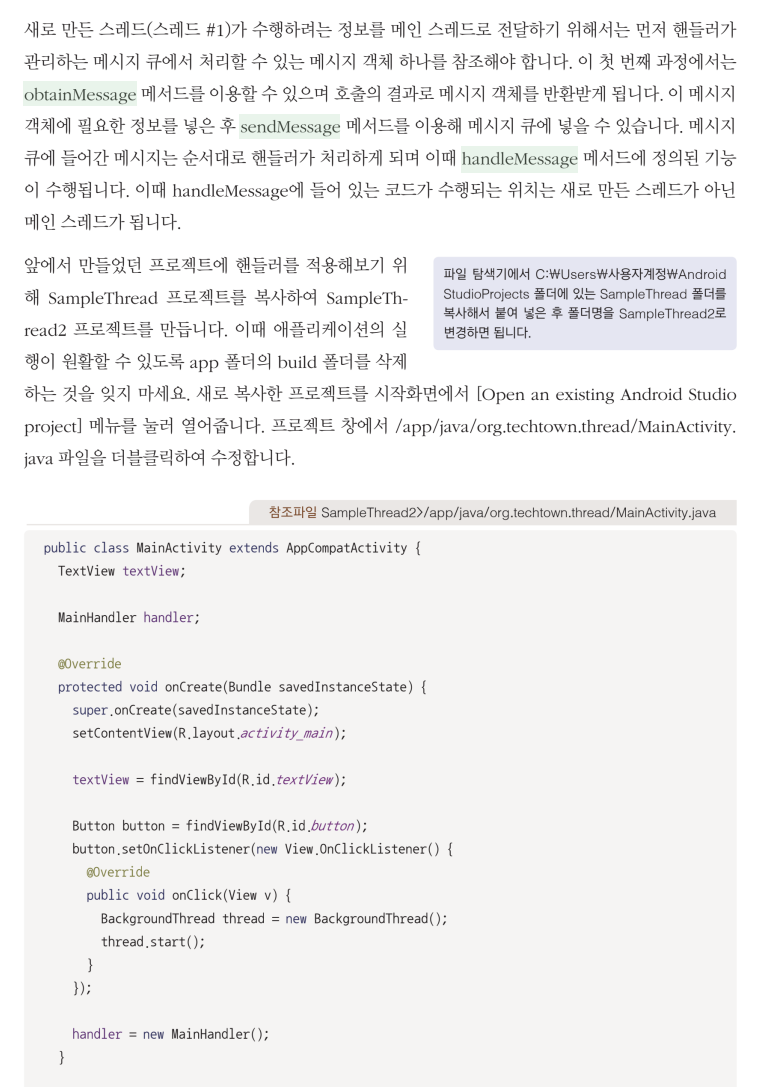 새로 만든 스레드(스레드 #1)가 수행하려는 정보를 메인 스레드로 전달하기 위해서는 먼저 핸들러가
관리하는 메시지 큐에서 처리할 수 있는 메시지 객체 하나를 참조해야 합니다. 이 첫 번째 과정에서는
obtainMessage 메서드를 이용할 수 있으며 호출의 결과로 메시지 객체를 반환받게 됩니다. 이 메시지
객체에 필요한 정보를 넣은 후 sendMessage 메서드를 이용해 메시지 큐에 넣을 수 있습니다. 메시지
큐에 들어간 메시지는 순서대로 핸들러가 처리하게 되며 이때 handleMessage 메서드에 정의된 기능
이 수행됩니다. 이때 handleMessage에 들어 있는 코드가 수행되는 위치는 새로 만든 스레드가 아닌
메인 스레드가 됩니다.
앞에서 만들었던 프로젝트에 핸들러를 적용해보기 위
해 SampleThread 프로젝트를 복사하여 SampleTh-
read2 프로젝트를 만듭니다. 이때 애플리케이션의 실
행이 원활할 수 있도록 app 폴더의 build 폴더를 삭제
하는 것을 잊지 마세요. 새로 복사한 프로젝트를 시작화면에서 [Open an existing Android Studio
project] 메뉴를 눌러 열어줍니다. 프로젝트 창에서 /app/java/org.techtown.thread/MainActivity.
java 파일을 더블클릭하여 수정합니다.
파일 탐색기에서 C:₩Users₩사용자계정₩Android
StudioProjects 폴더에 있는 SampleThread 폴더를
복사해서 붙여 넣은 후 폴더명을 SampleThread2로
변경하면 됩니다.
참조파일 SampleThread2>/app/java/org.techtown.thread/MainActivity.java
public class MainActivity extends AppCompatActivity {
TextView textView;
MainHandler handler;
@Override
protected void onCreate(Bundle savedInstanceState) {
super.onCreate(savedInstanceState);
setContentView(R.layout.activity_main);
textView = findViewById(R.id.textView);
Button button = findViewById(R.id.button);
button.setOnClickListener(new View.OnClickListener() {
@Override
public void onClick(View v) {
BackgroundThread thread = new BackgroundThread();
thread.start();
}
});
handler = new MainHandler();
}